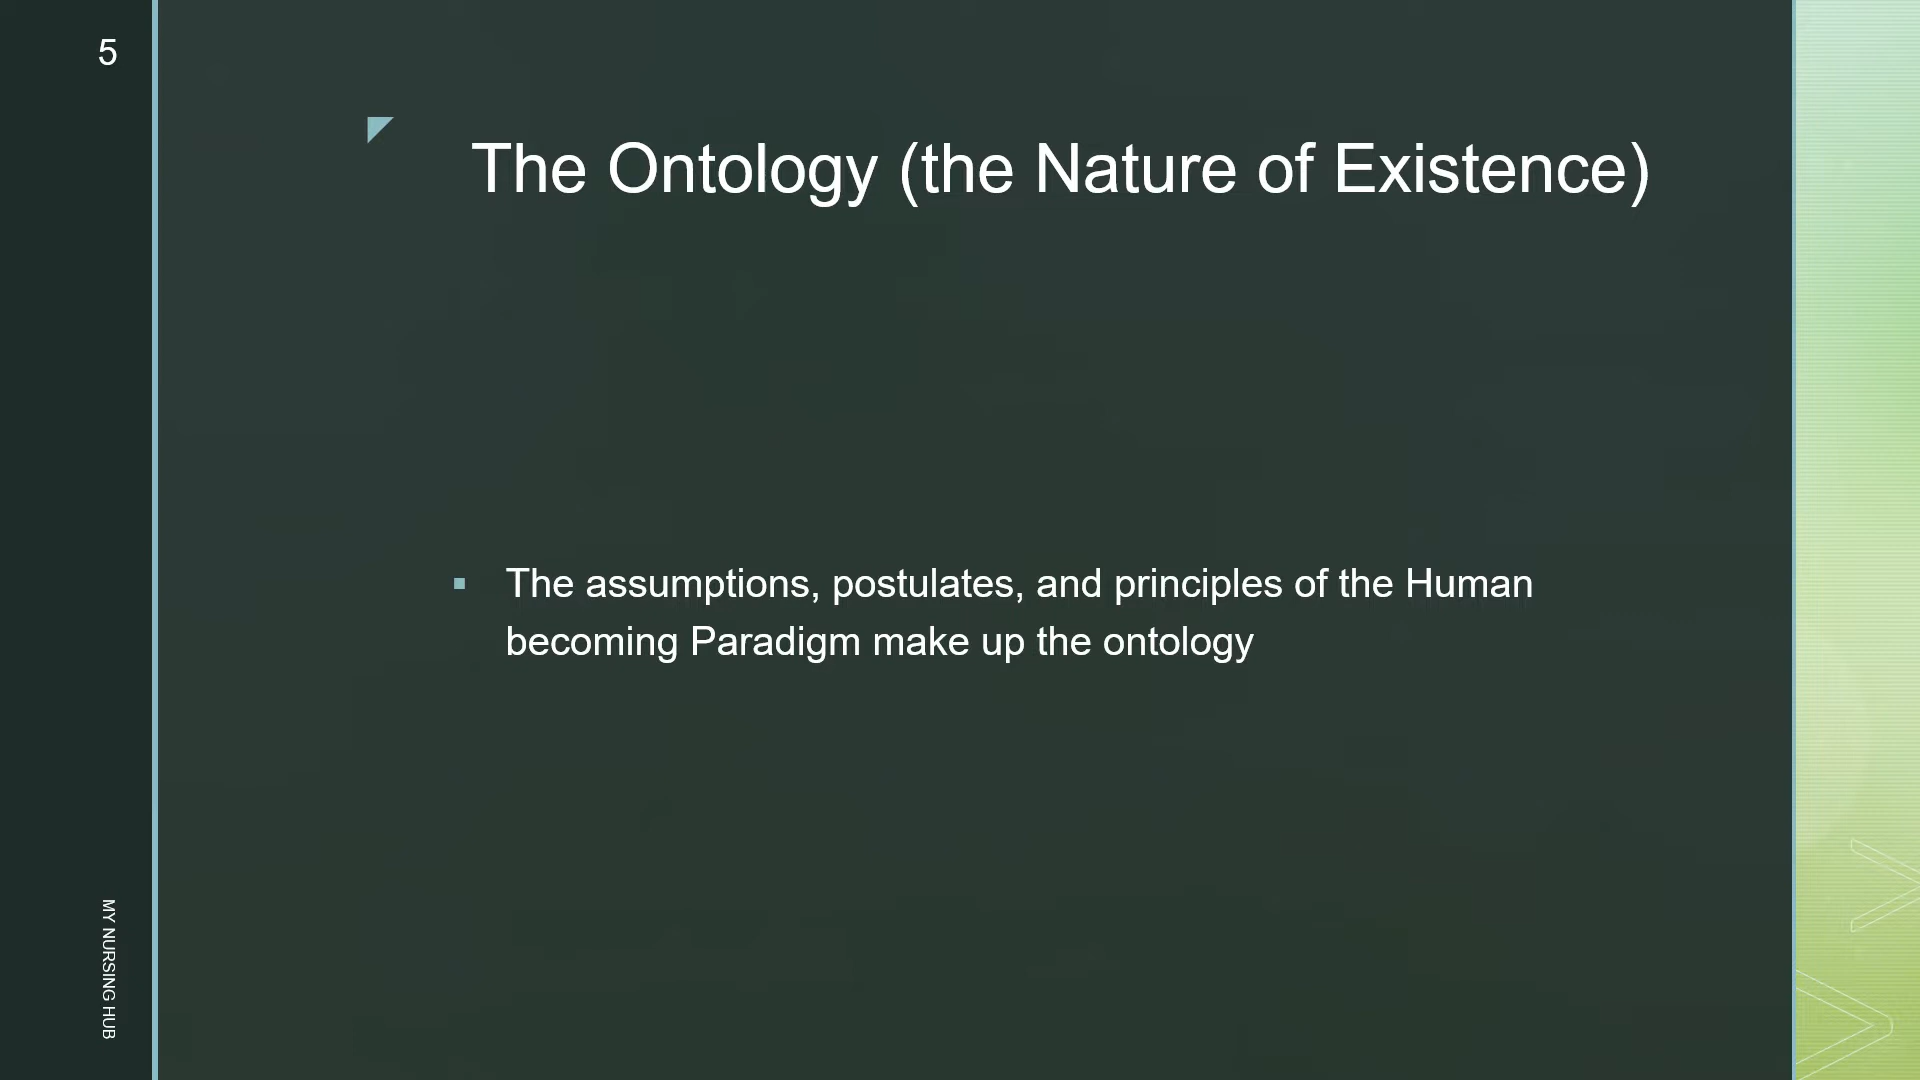 5
The Ontology (the Nature of Existence)
▪ The assumptions, postulates, and principles of the Human
becoming Paradigm make up the ontology
MY NURSING HUB